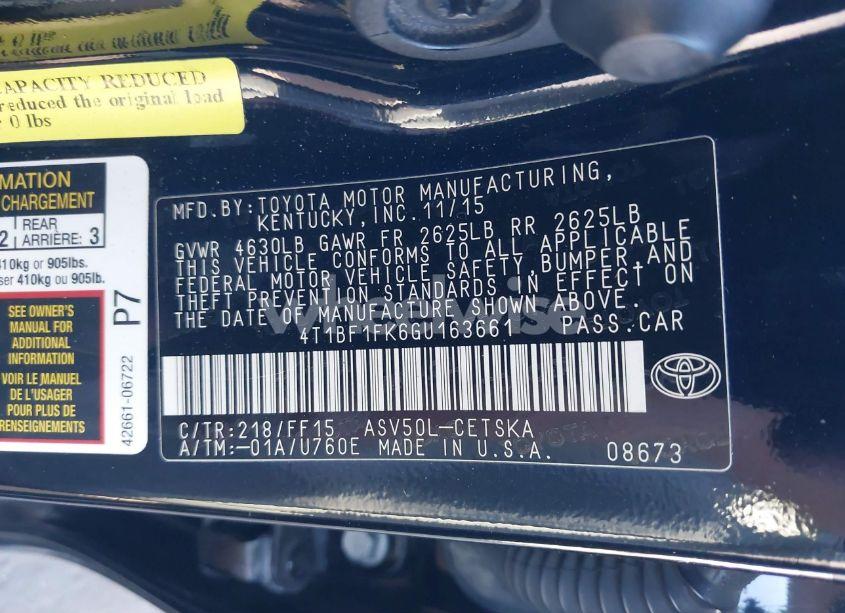 CAPACITY REDUCED
reduced the original load
0 lbs
MATION
CHARGEMENT
2 REAR ARRIÈRE: 3
410kg or 905lbs.
ser 410kg ou 905lb.
SEE OWNER'S
MANUAL FOR
ADDITIONAL
INFORMATION
VOIR LE MANUEL
DE L'USAGER
POUR PLUS DE
RENSEIGNEMENTS
P7
42661-06722
MFD.BY:TOYOTA MOTOR MANUFACTURING,
KENTUCKY,INC.11/15
GVWR 4630LB GAWR FR 2625LB RR 2625LB
THIS VEHICLE CONFORMS TO ALL APPLICABLE
FEDERAL MOTOR VEHICLE SAFETY,BUMPER,AND
THEFT PREVENTION STANDARDS IN EFFECT ON
THE DATE OF MANUFACTURE SHOWN ABOVE.
4T1BF1FK6GU163661 PASS.CAR
C/TR:218/FF15 ASV50L-CETSKA
A/TM:-01A/U760E MADE IN U.S.A. 08673